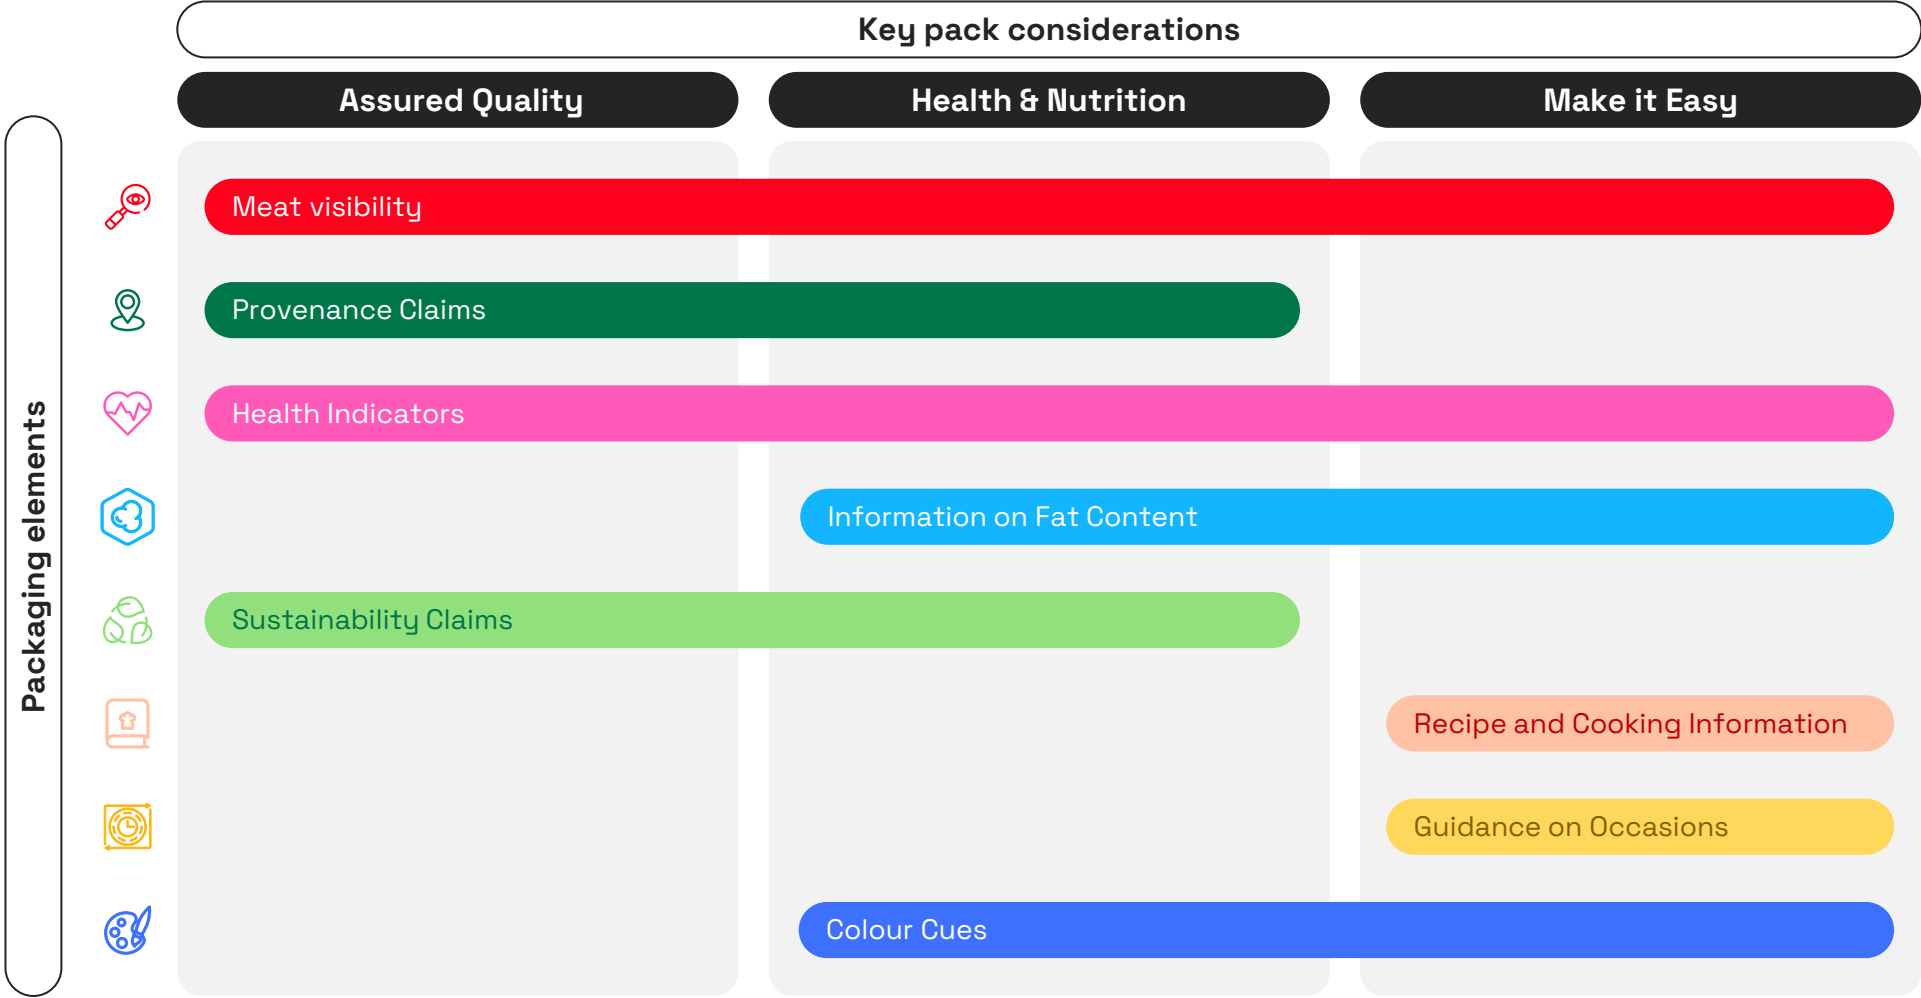 Key pack considerations
Assured Quality
Health & Nutrition
Make it Easy
Packaging elements
Meat visibility
Provenance Claims
Health Indicators
Information on Fat Content
Sustainability Claims
Recipe and Cooking Information
Guidance on Occasions
Colour Cues